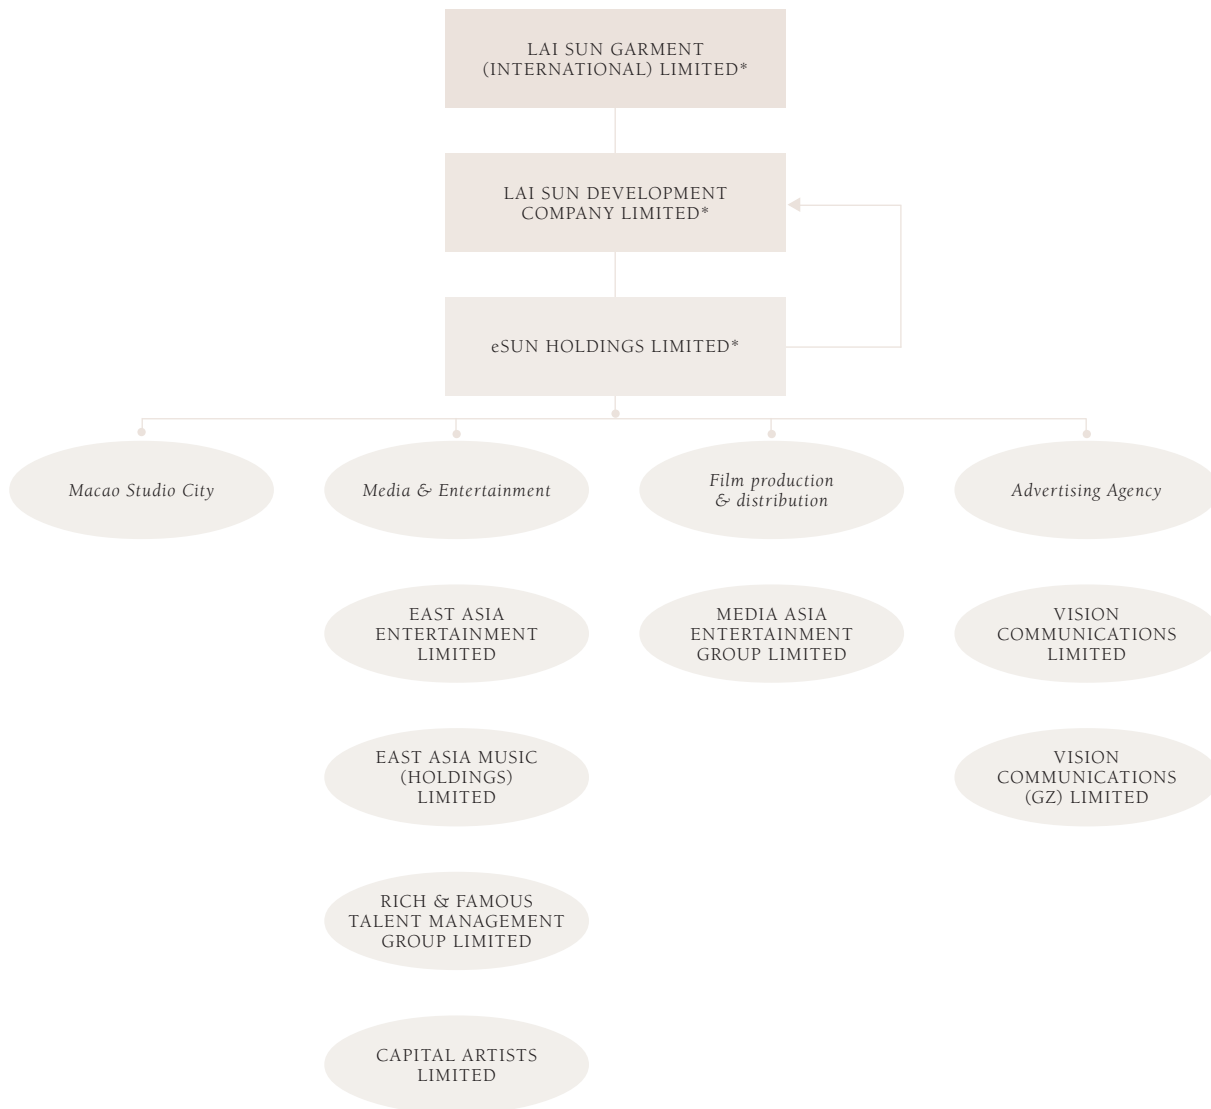 LAI SUN GARMENT
(INTERNATIONAL) LIMITED*
LAI SUN DEVELOPMENT
COMPANY LIMITED*
eSUN HOLDINGS LIMITED*
Macao Studio City
Media & Entertainment
Film production
& distribution
Advertising Agency
EAST ASIA
ENTERTAINMENT
LIMITED
MEDIA ASIA
ENTERTAINMENT
GROUP LIMITED
VISION
COMMUNICATIONS
LIMITED
EAST ASIA MUSIC
(HOLDINGS)
LIMITED
VISION
COMMUNICATIONS
(GZ) LIMITED
RICH & FAMOUS
TALENT MANAGEMENT
GROUP LIMITED
CAPITAL ARTISTS
LIMITED